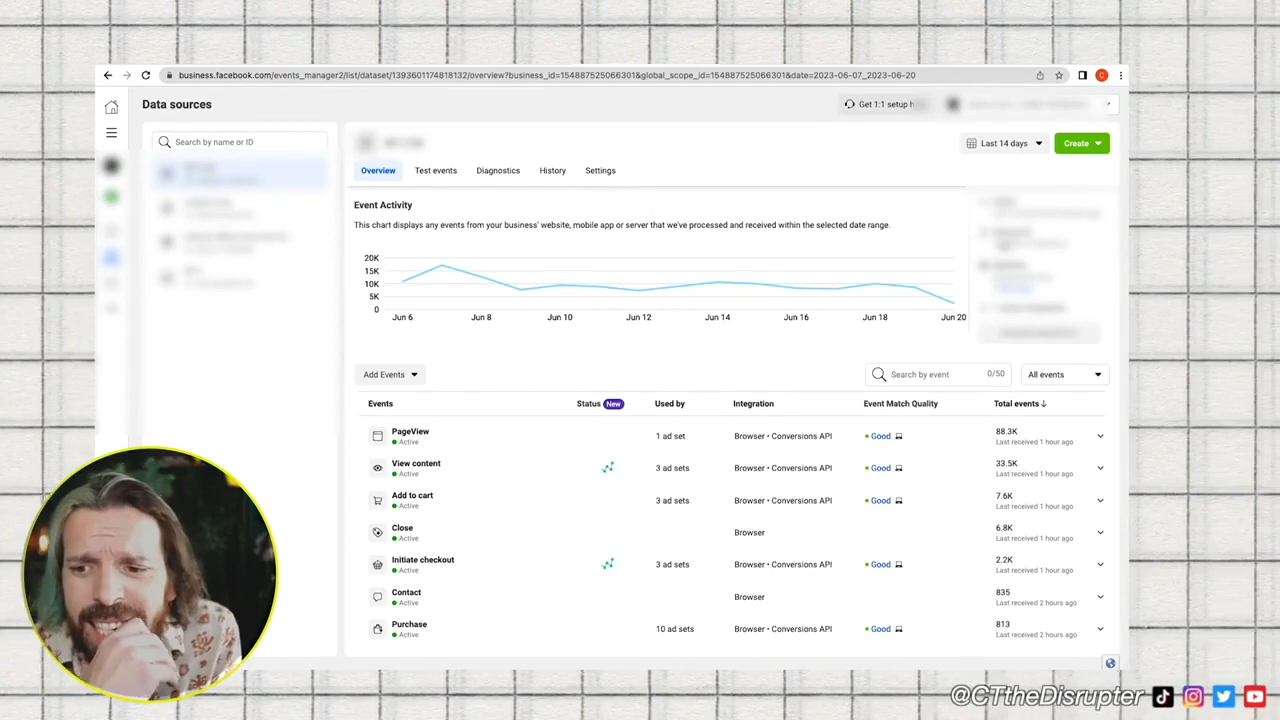 business.facebook.com/events_manager2/list/dataset/1393601174818132/overview?business_id=154887525066301&global_scope_id=154887525066301&date=2023-06-07_2023-06-20
C
Data sources
Get 1:1 setup h
Search by name or ID
Last 14 days
Create
Overview Test events Diagnostics History Settings
Event Activity
This chart displays any events from your business' website, mobile app or server that we've processed and received within the selected date range.
20K
15K
10K
5K
0
Jun 6 Jun 8 Jun 10 Jun 12 Jun 14 Jun 16 Jun 18 Jun 20
Add Events
Search by event 0/50
All events
Events Status New Used by Integration Event Match Quality Total events ↓
PageView 1 ad set Browser • Conversions API Good 88.3K
Active Last received 1 hour ago
View content 3 ad sets Browser • Conversions API Good 33.5K
Active Last received 1 hour ago
Add to cart 3 ad sets Browser • Conversions API Good 7.6K
Active Last received 1 hour ago
Close Browser 6.8K
Active Last received 1 hour ago
Initiate checkout 3 ad sets Browser • Conversions API Good 2.2K
Active Last received 1 hour ago
Contact Browser 835
Active Last received 2 hours ago
Purchase 10 ad sets Browser • Conversions API Good 813
Active Last received 2 hours ago
@CTtheDisrupter